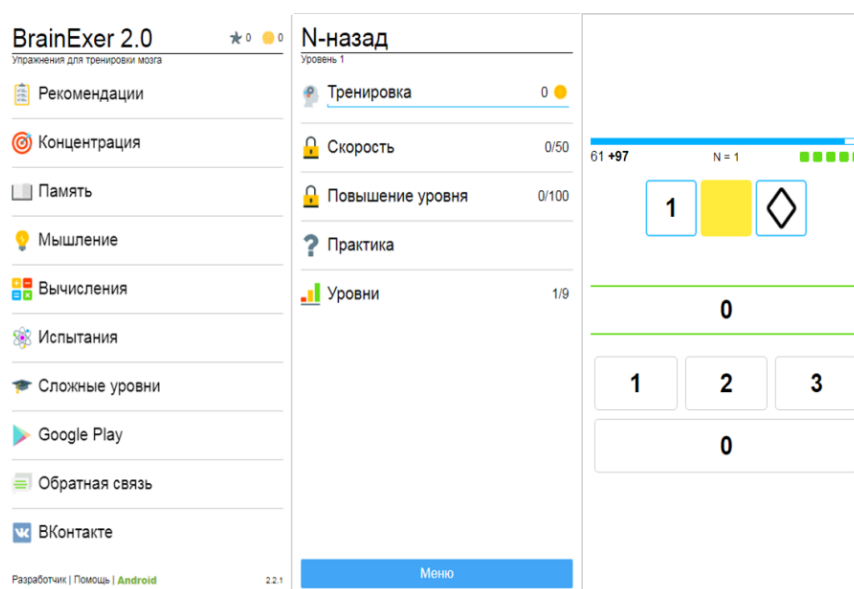 BrainExer 2.0 0 0
Упражнения для тренировки мозга
Рекомендации
Концентрация
Память
Мышление
Вычисления
Испытания
Сложные уровни
Google Play
Обратная связь
ВКонтакте
Разработчик | Помощь | Android 2.2.1
N-назад
Уровень 1
Тренировка 0
Скорость 0/50
Повышение уровня 0/100
? Практика
Уровни 1/9
Меню
61 +97 N = 1
1
0
1 2 3
0